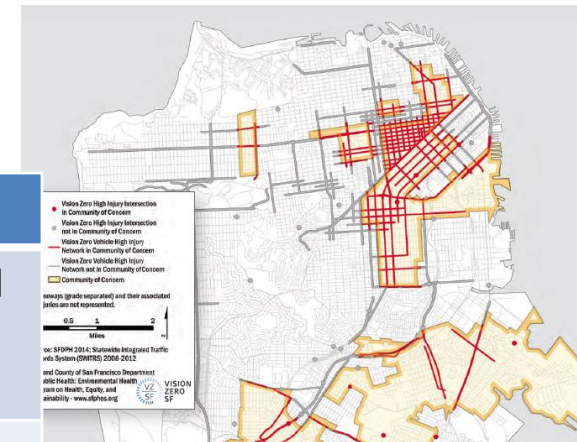 Vision Zero High Injury Intersection
in Community of Concern
Vision Zero High Injury Intersection
not in Community of Concern
Vision Zero Vehicle High Injury
Network in Community of Concern
Vision Zero Vehicle High Injury
Network not in Community of Concern
Community of Concern
eeways (grade separated) and their associated
juries are not represented.
0.5 1 2
Miles
rce: SFDPH 2014; Statewide Integrated Traffic
ords System (SWITRS) 2008-2012
and County of San Francisco Department
ublic Health: Environmental Health
ram on Health, Equity, and
ainability - www.sfphes.org
VZ
SF
VISION
ZERO
SF